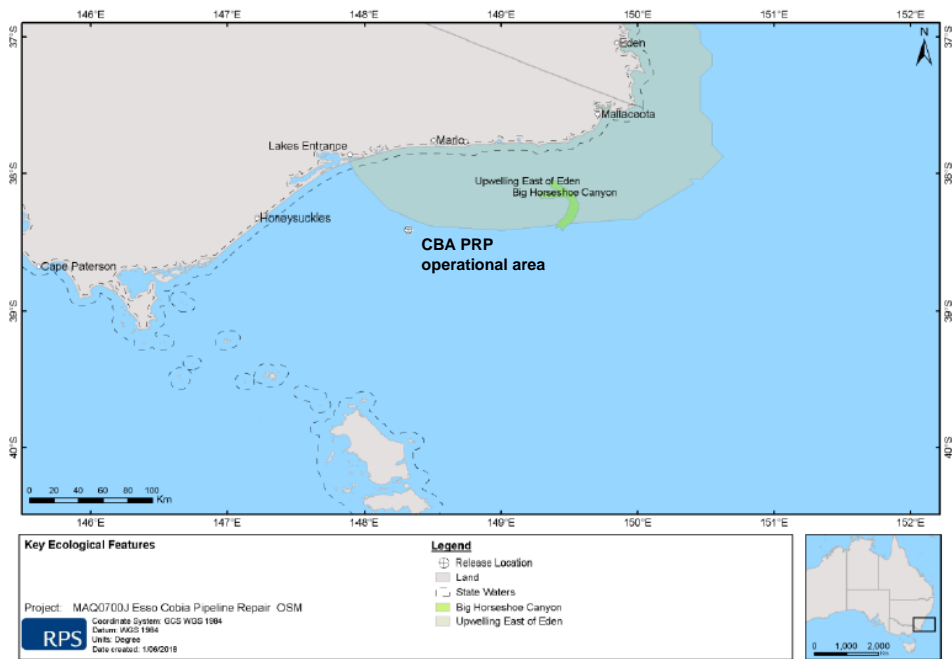 146°E 147°E 148°E 149°E 150°E 151°E 152°E
37°S 37°S
N
Eden
Mallacoota
Lakes Entrance
Marlo
38°S 38°S
Upwelling East of Eden
Big Horseshoe Canyon
Honeysuckles
CBA PRP
operational area
Cape Paterson
39°S 39°S
40°S 40°S
0 20 40 60 80 100
Km
146°E 147°E 148°E 149°E 150°E 151°E 152°E
Key Ecological Features
Project: MAQ0700J Esso Cobia Pipeline Repair OSM
RPS
Coordinate System: GCS WGS 1984
Datum: WGS 1984
Units: Degree
Date created: 1/06/2018
Legend
Release Location
Land
State Waters
Big Horseshoe Canyon
Upwelling East of Eden
0 1,000 2,000